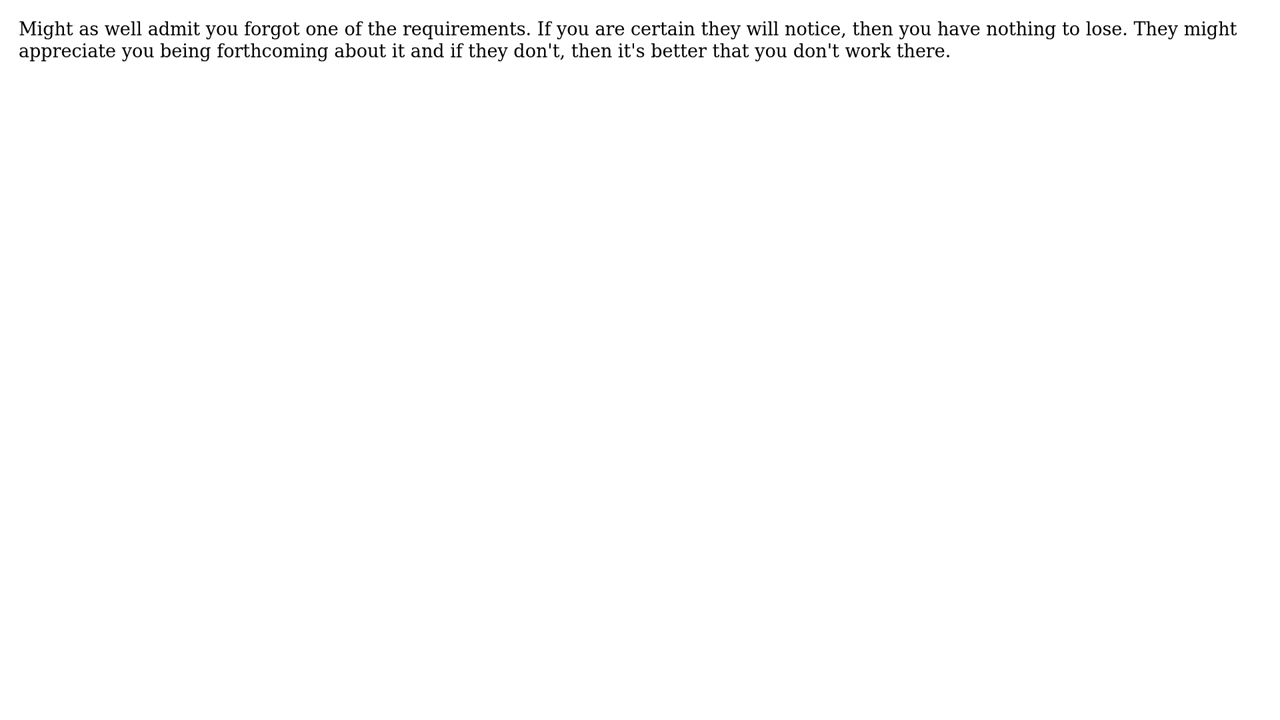 Might as well admit you forgot one of the requirements. If you are certain they will notice, then you have nothing to lose. They might
appreciate you being forthcoming about it and if they don't, then it's better that you don't work there.